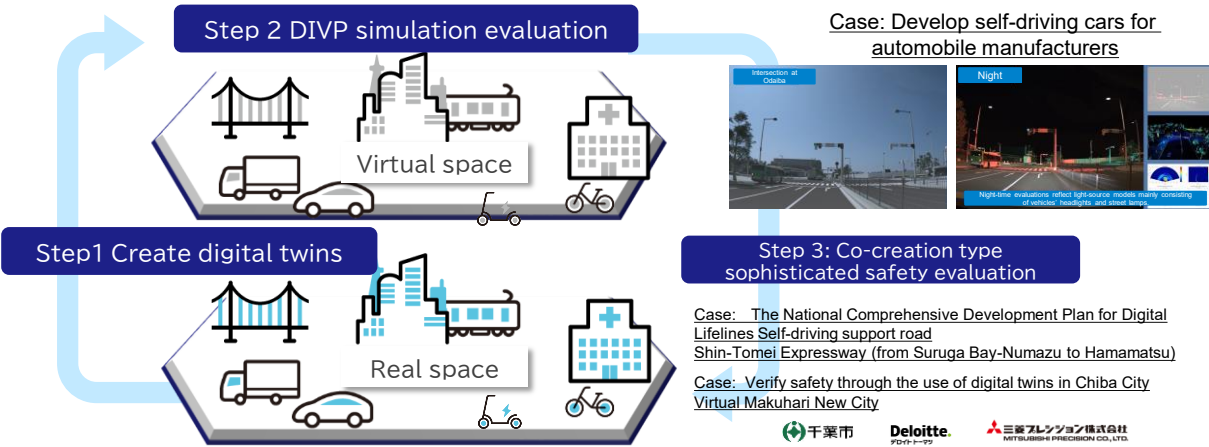 Step 2 DIVP simulation evaluation
Virtual space
Step1 Create digital twins
Real space
Case: Develop self-driving cars for
automobile manufacturers
Intersection at
Odaiba
Night
Night-time evaluations reflect light-source models mainly consisting
of vehicles' headlights and street lamps.
Step 3: Co-creation type
sophisticated safety evaluation
Case: The National Comprehensive Development Plan for Digital
Lifelines Self-driving support road
Shin-Tomei Expressway (from Suruga Bay-Numazu to Hamamatsu)
Case: Verify safety through the use of digital twins in Chiba City
Virtual Makuhari New City
千葉市
Deloitte.
デロイト トーマツ
三菱プレシジョン株式会社
MITSUBISHI PRECISION CO., LTD.